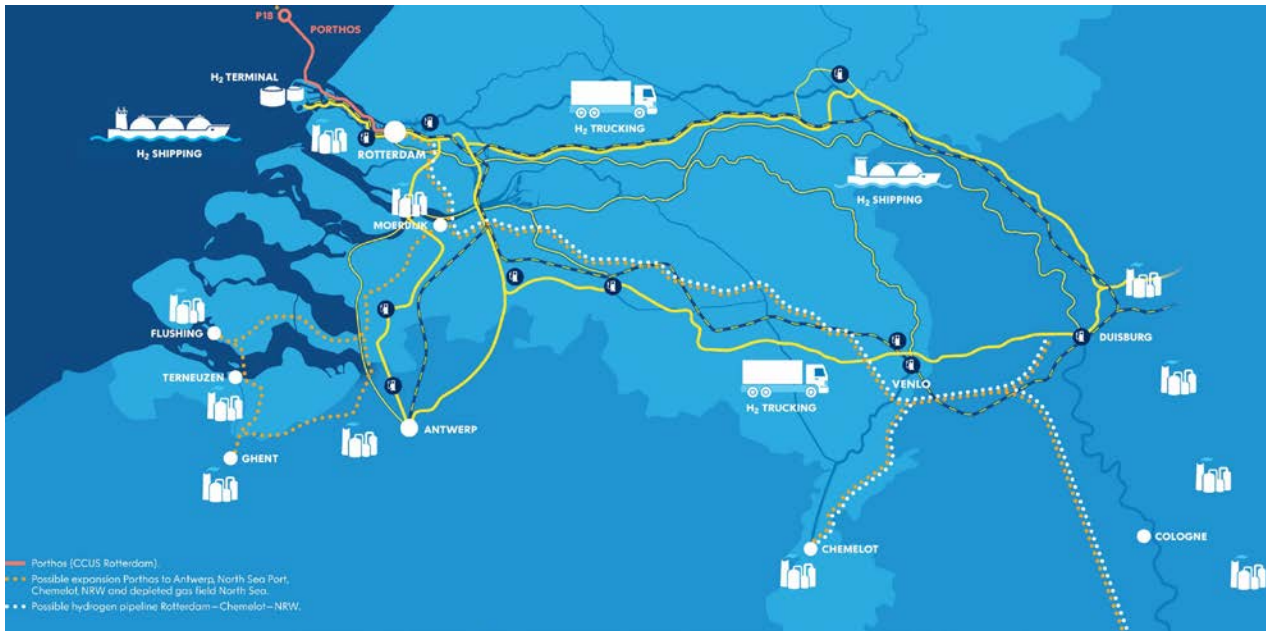 P18
PORTHOS
H₂ TERMINAL
H₂ SHIPPING
H₂ TRUCKING
ROTTERDAM
H₂ SHIPPING
MOERDIJK
FLUSHING
DUISBURG
TERNEUZEN
VENLO
H₂ TRUCKING
ANTWERP
GHENT
COLOGNE
CHEMELOT
Porthos (CCUS Rotterdam).
Possible expansion Porthos to Antwerp, North Sea Port,
Chemelot, NRW and depleted gas field North Sea.
Possible hydrogen pipeline Rotterdam–Chemelot–NRW.